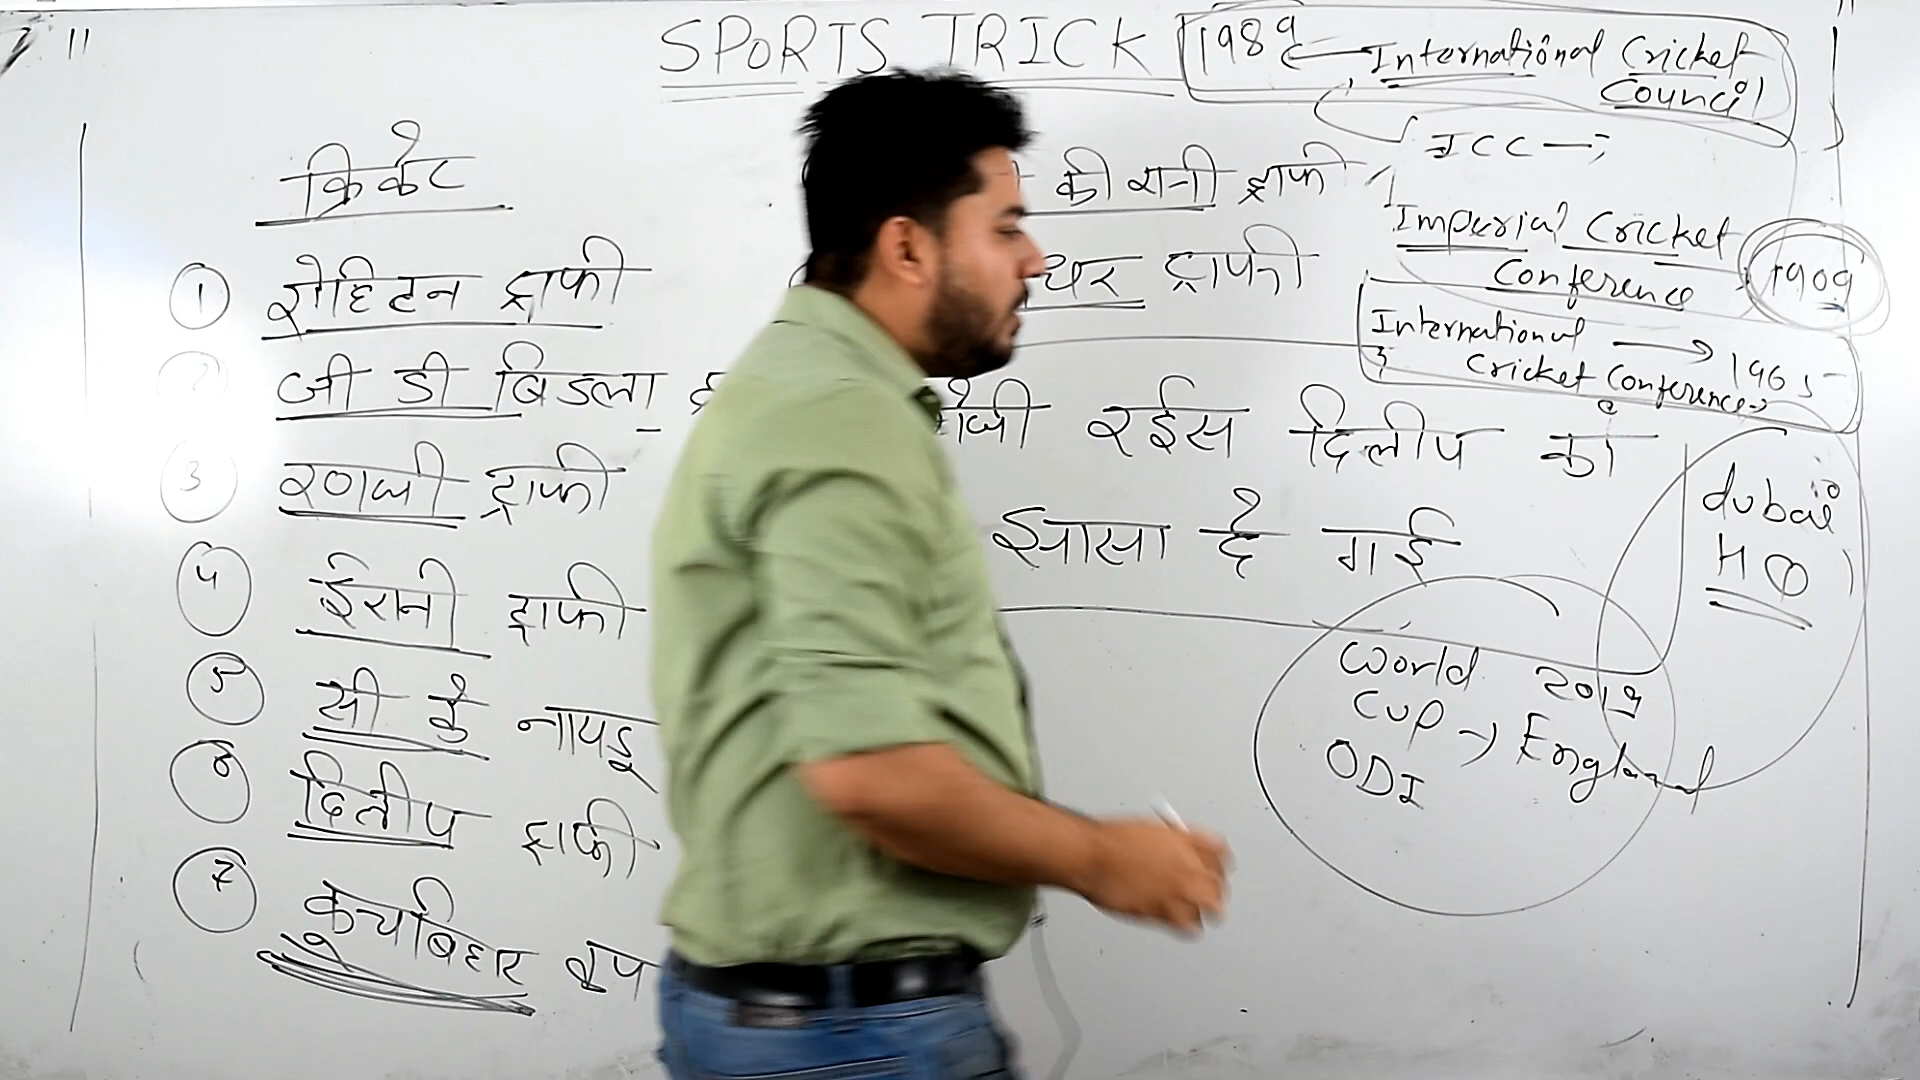 SPORTS TRICK
1989 International Cricket Council
ICC →
Imperial Cricket Conference 1909
International Cricket Conference → 1965
क्रिकेट
1 रोहिटन ट्राफी
जी डी बिडला
3 रणजी ट्राफी
4 ईरानी ट्राफी
5 सी के नायडू
6 दिलीप ट्राफी
7 कूचबिहार कप
की रानी ट्राफी
ट्राफी
रईस दिलीप का
झासा दे गई
dubai
HQ
World Cup → England 2019
ODI